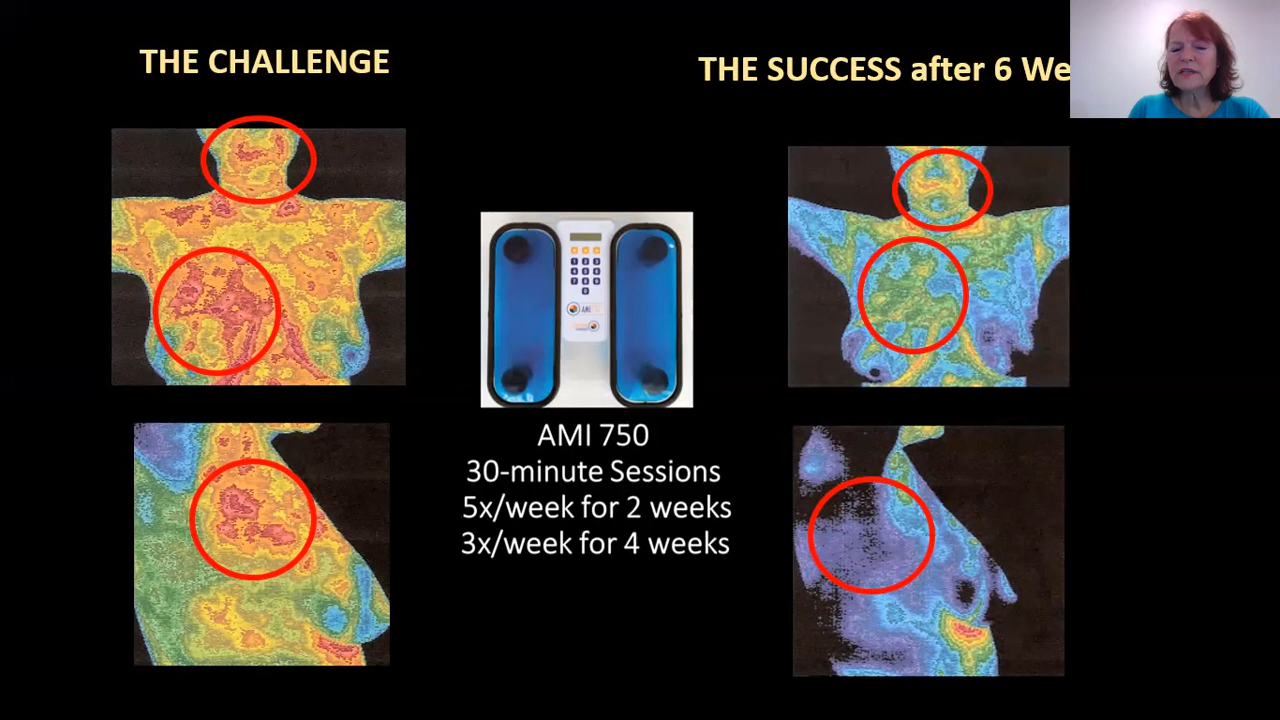 THE CHALLENGE
THE SUCCESS after 6 We
AMI 750
30-minute Sessions
5x/week for 2 weeks
3x/week for 4 weeks